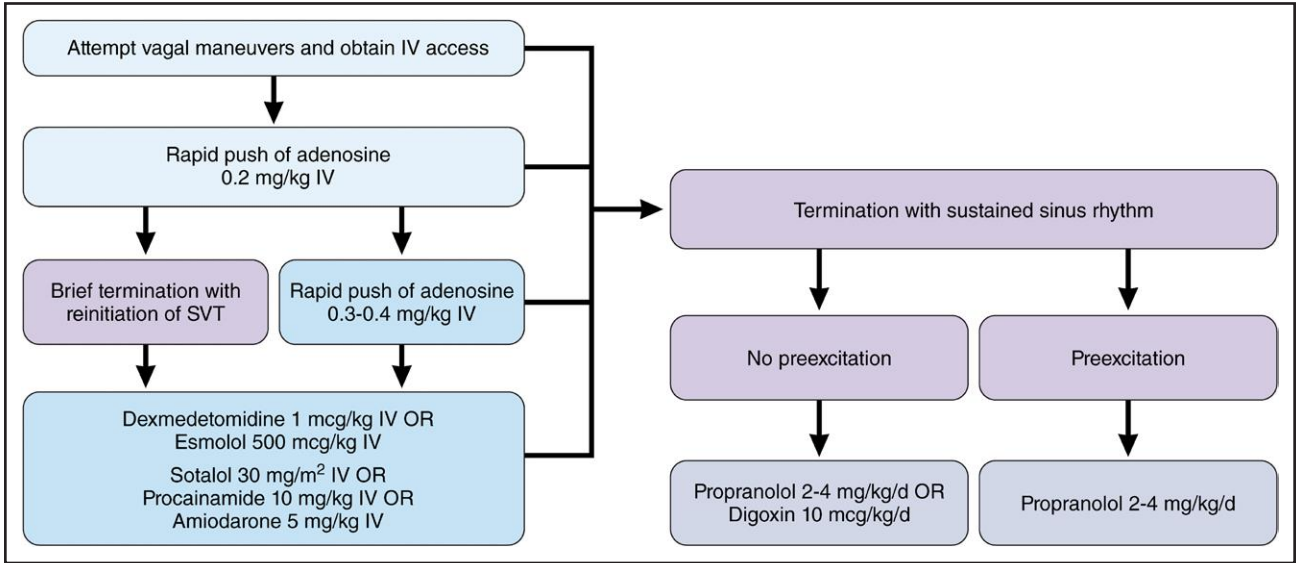 Attempt vagal maneuvers and obtain IV access
Rapid push of adenosine
0.2 mg/kg IV
Brief termination with
reinitiation of SVT
Rapid push of adenosine
0.3-0.4 mg/kg IV
Dexmedetomidine 1 mcg/kg IV OR
Esmolol 500 mcg/kg IV
Sotalol 30 mg/m² IV OR
Procainamide 10 mg/kg IV OR
Amiodarone 5 mg/kg IV
Termination with sustained sinus rhythm
No preexcitation
Preexcitation
Propranolol 2-4 mg/kg/d OR
Digoxin 10 mcg/kg/d
Propranolol 2-4 mg/kg/d